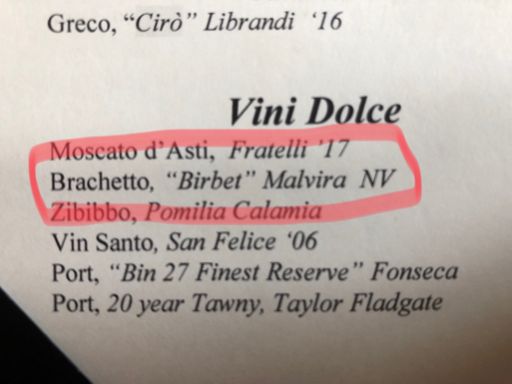 Greco, “Cirò” Librandi ‘16
Vini Dolce
Moscato d’Asti, Fratelli ’17
Brachetto, “Birbet” Malvira NV
Zibibbo, Pomilia Calamia
Vin Santo, San Felice ‘06
Port, “Bin 27 Finest Reserve” Fonseca
Port, 20 year Tawny, Taylor Fladgate